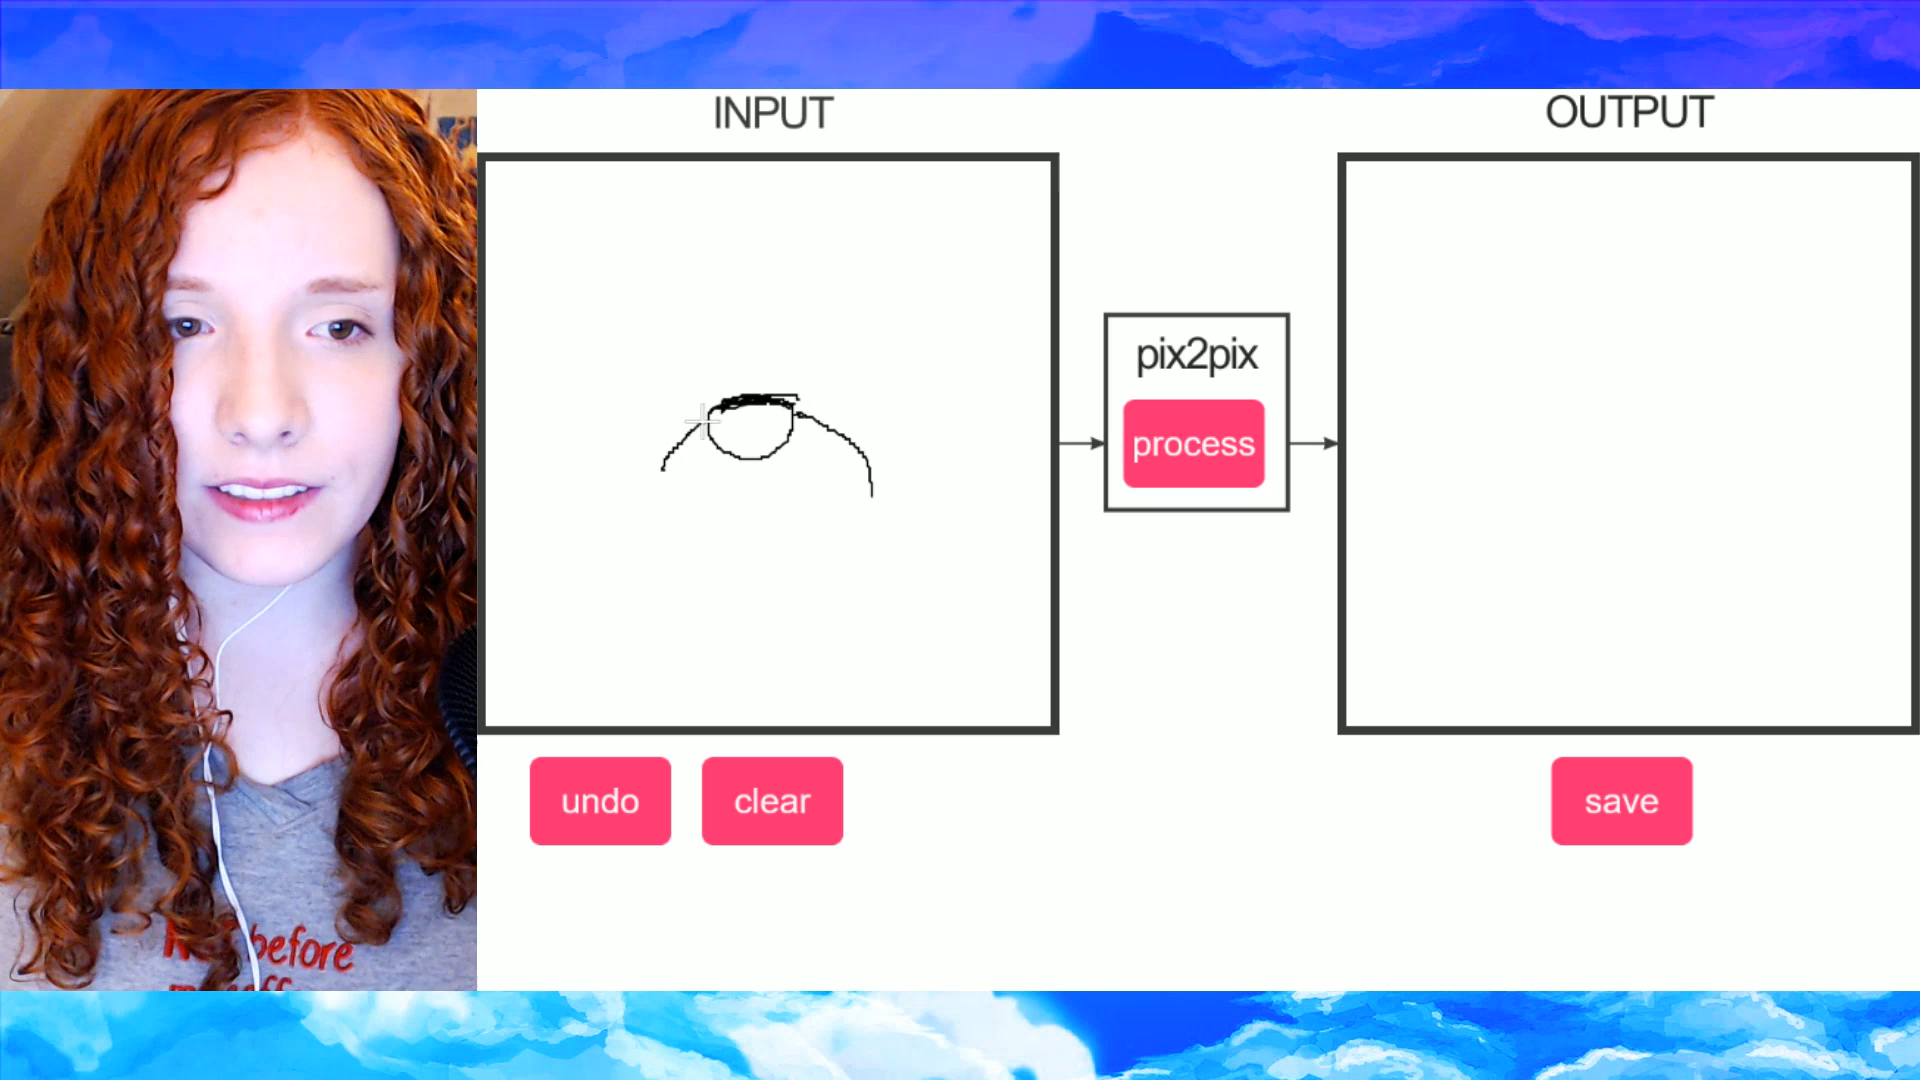 INPUT
OUTPUT
pix2pix
process
undo
clear
save
before